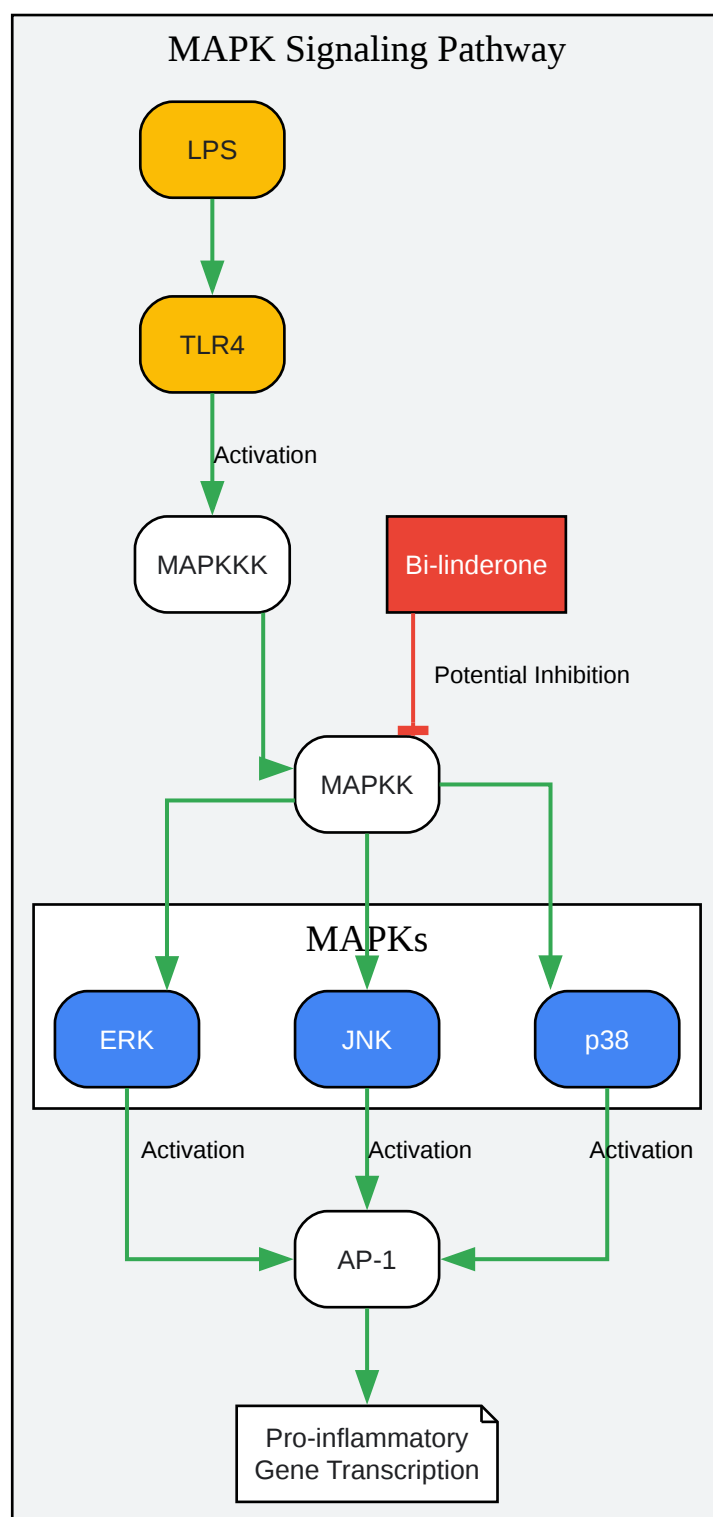 MAPK Signaling Pathway
LPS
TLR4
Activation
MAPKKK
Bi-linderone
Potential Inhibition
MAPKK
MAPKs
ERK
JNK
p38
Activation
Activation
Activation
AP-1
Pro-inflammatory
Gene Transcription